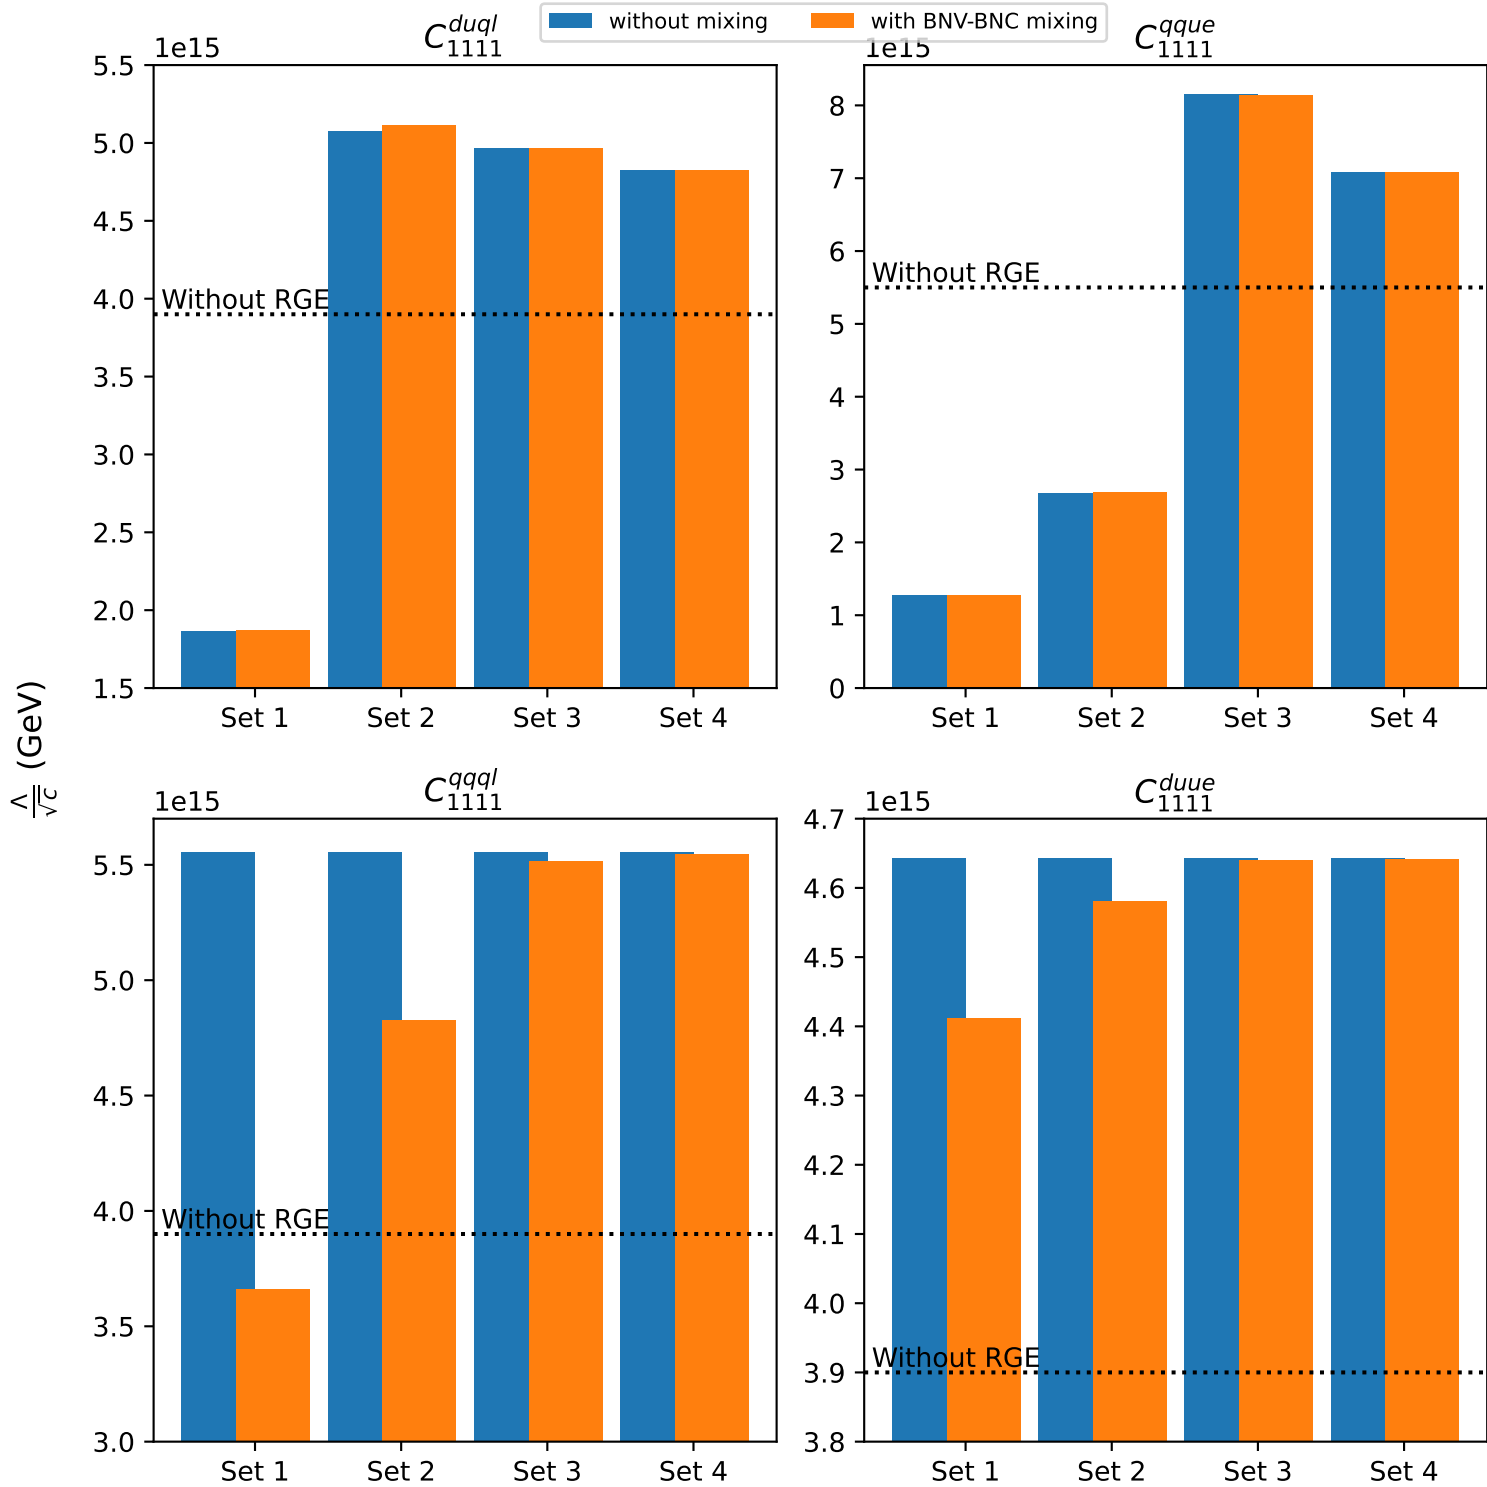 without mixing with BNV-BNC mixing
C_{1111}^{duql}
1e15
5.5
5.0
4.5
4.0
3.5
3.0
2.5
2.0
1.5
Without RGE
Set 1 Set 2 Set 3 Set 4
C_{1111}^{qque}
1e15
8
7
6
5
4
3
2
1
0
Without RGE
Set 1 Set 2 Set 3 Set 4
Λ/√c (GeV)
C_{1111}^{qqql}
1e15
5.5
5.0
4.5
4.0
3.5
3.0
Without RGE
Set 1 Set 2 Set 3 Set 4
C_{1111}^{duue}
1e15
4.7
4.6
4.5
4.4
4.3
4.2
4.1
4.0
3.9
3.8
Without RGE
Set 1 Set 2 Set 3 Set 4